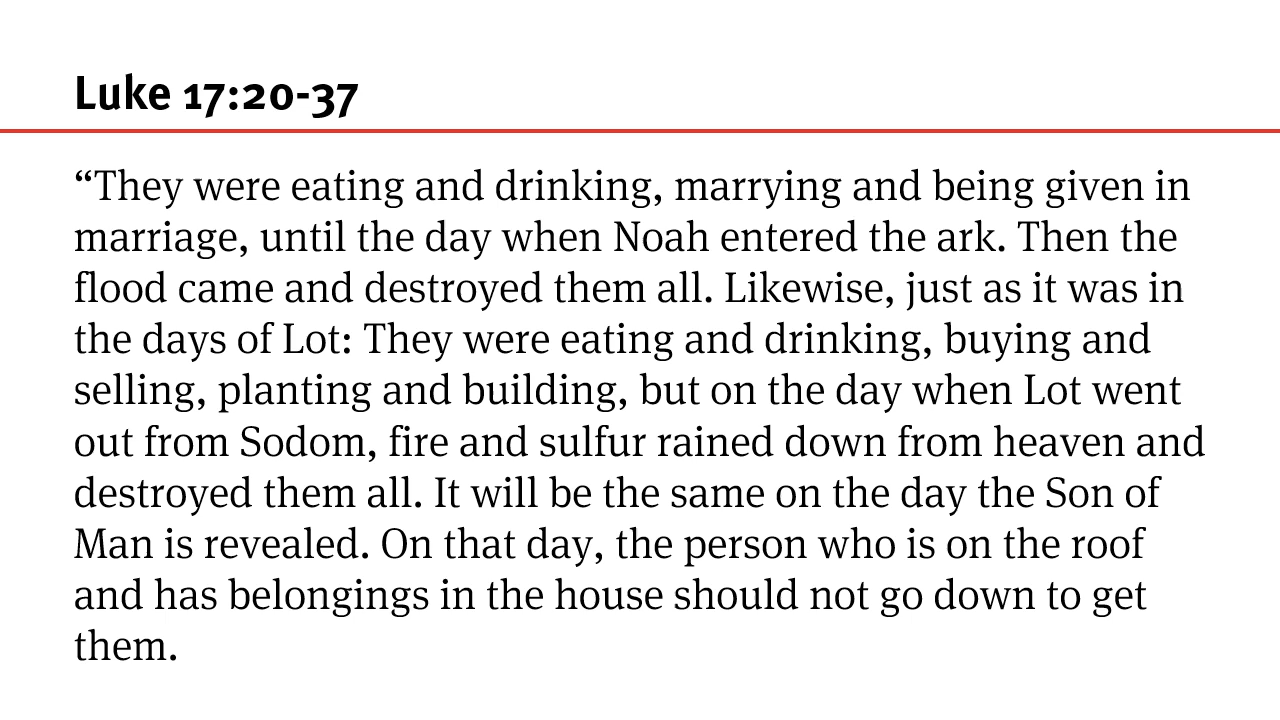 Luke 17:20-37
“They were eating and drinking, marrying and being given in
marriage, until the day when Noah entered the ark. Then the
flood came and destroyed them all. Likewise, just as it was in
the days of Lot: They were eating and drinking, buying and
selling, planting and building, but on the day when Lot went
out from Sodom, fire and sulfur rained down from heaven and
destroyed them all. It will be the same on the day the Son of
Man is revealed. On that day, the person who is on the roof
and has belongings in the house should not go down to get
them.